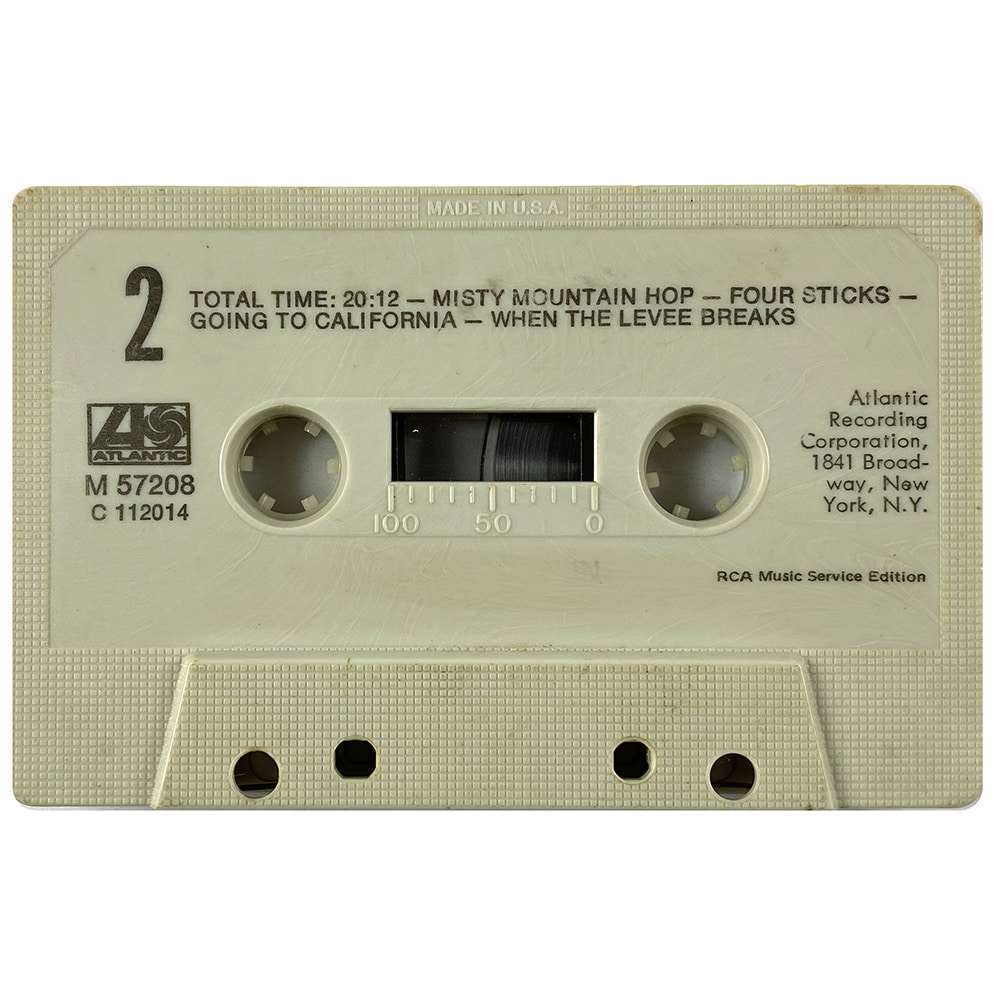 MADE IN U.S.A.
2
TOTAL TIME: 20:12 — MISTY MOUNTAIN HOP — FOUR STICKS —
GOING TO CALIFORNIA — WHEN THE LEVEE BREAKS
ATLANTIC
M 57208
C 112014
Atlantic
Recording
Corporation,
1841 Broad-
way, New
York, N.Y.
100 50 0
RCA Music Service Edition